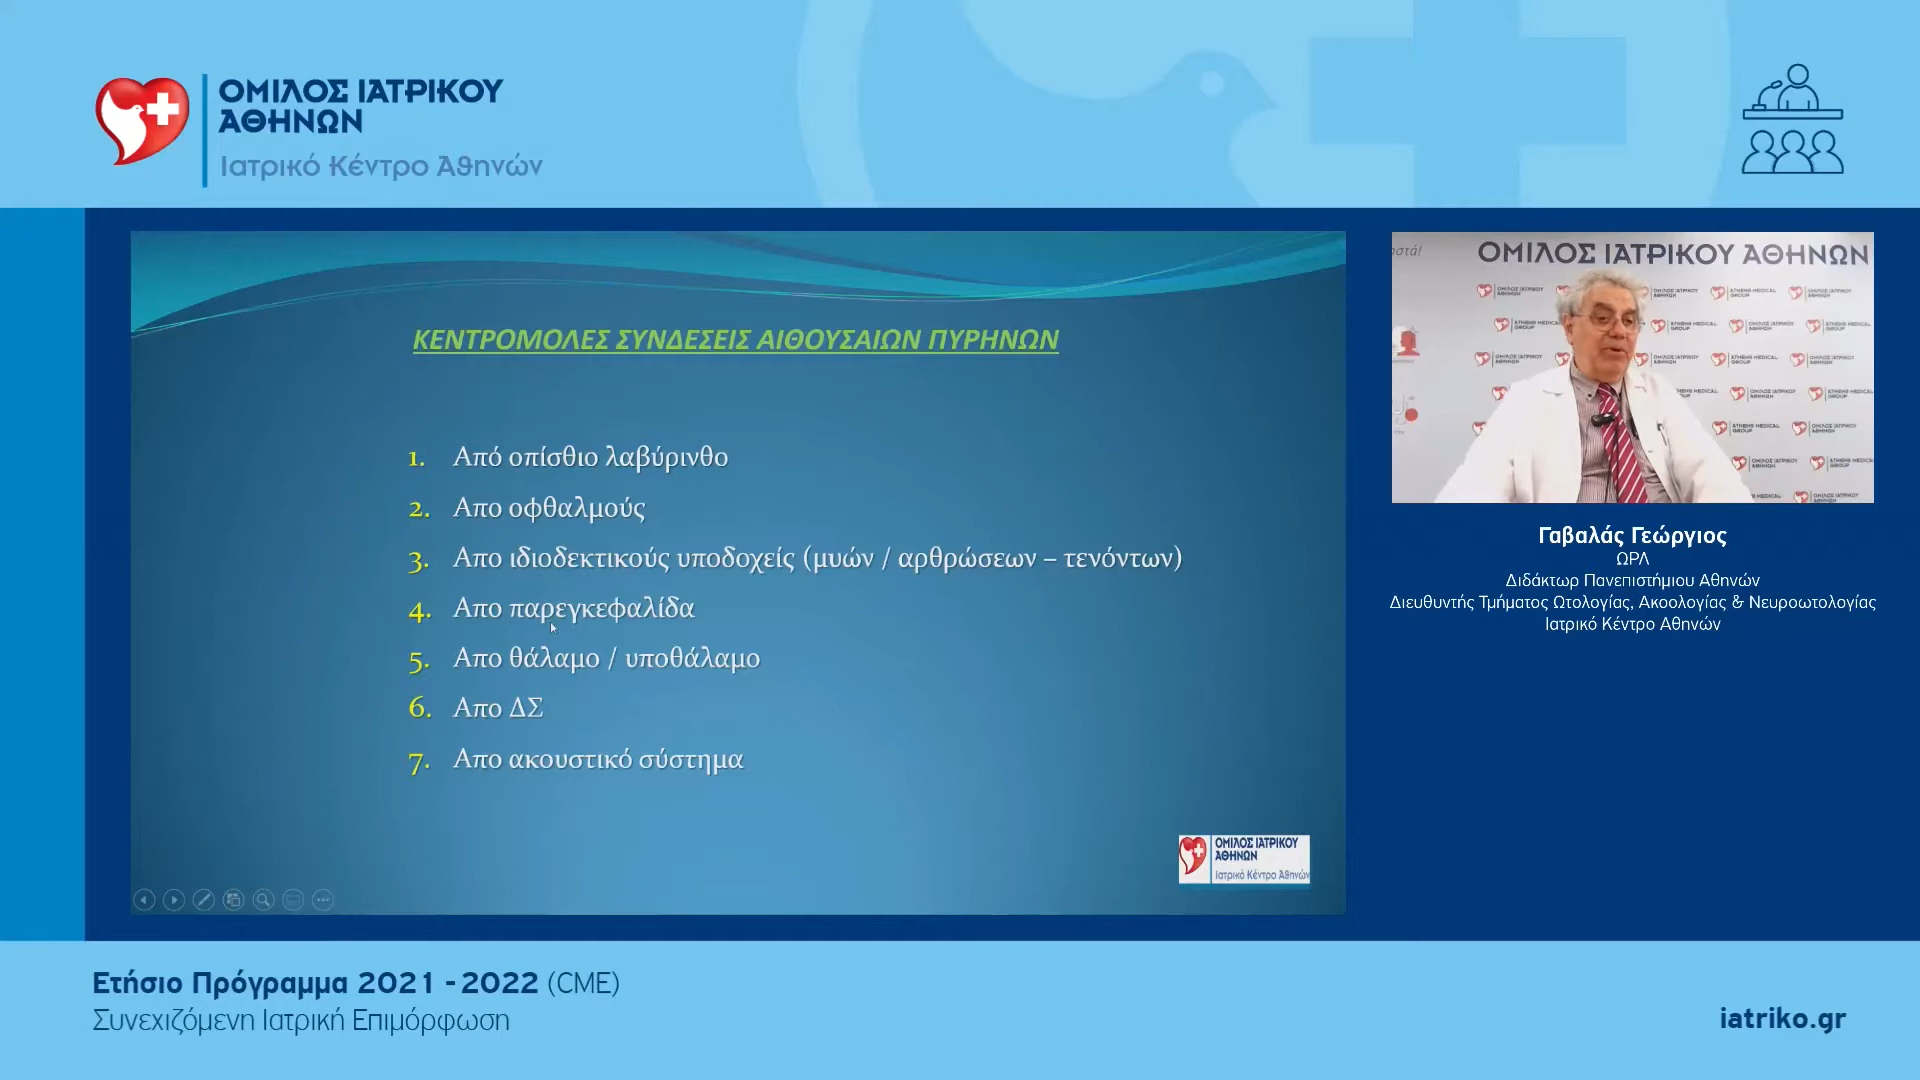 ΟΜΙΛΟΣ ΙΑΤΡΙΚΟΥ
ΑΘΗΝΩΝ
Ιατρικό Κέντρο Αθηνών
ΚΕΝΤΡΟΜΟΛΕΣ ΣΥΝΔΕΣΕΙΣ ΑΙΘΟΥΣΑΙΩΝ ΠΥΡΗΝΩΝ
1. Από οπίσθιο λαβύρινθο
2. Απο οφθαλμούς
3. Απο ιδιοδεκτικούς υποδοχείς (μυών / αρθρώσεων – τενόντων)
4. Απο παρεγκεφαλίδα
5. Απο θάλαμο / υποθάλαμο
6. Απο ΔΣ
7. Απο ακουστικό σύστημα
ΟΜΙΛΟΣ ΙΑΤΡΙΚΟΥ
ΑΘΗΝΩΝ
Ιατρικό Κέντρο Αθηνών
ΟΜΙΛΟΣ ΙΑΤΡΙΚΟΥ ΑΘΗΝΩΝ
Γαβαλάς Γεώργιος
ΩΡΛ
Διδάκτωρ Πανεπιστήμιου Αθηνών
Διευθυντής Τμήματος Ωτολογίας, Ακοολογίας & Νευροωτολογίας
Ιατρικό Κέντρο Αθηνών
Ετήσιο Πρόγραμμα 2021 - 2022 (CME)
Συνεχιζόμενη Ιατρική Επιμόρφωση
iatriko.gr